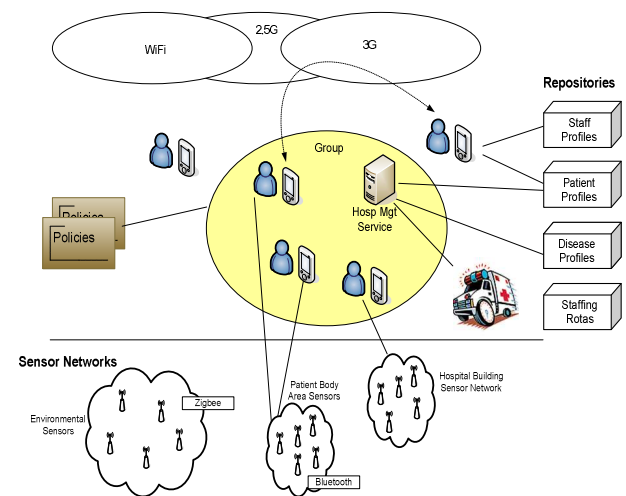 2,5G
WiFi
3G
Repositories
Staff
Profiles
Group
Patient
Profiles
Hosp Mgt
Service
Policies
Policies
Disease
Profiles
Staffing
Rotas
Sensor Networks
Hospital Building
Sensor Network
Patient Body
Area Sensors
Zigbee
Environmental
Sensors
Bluetooth